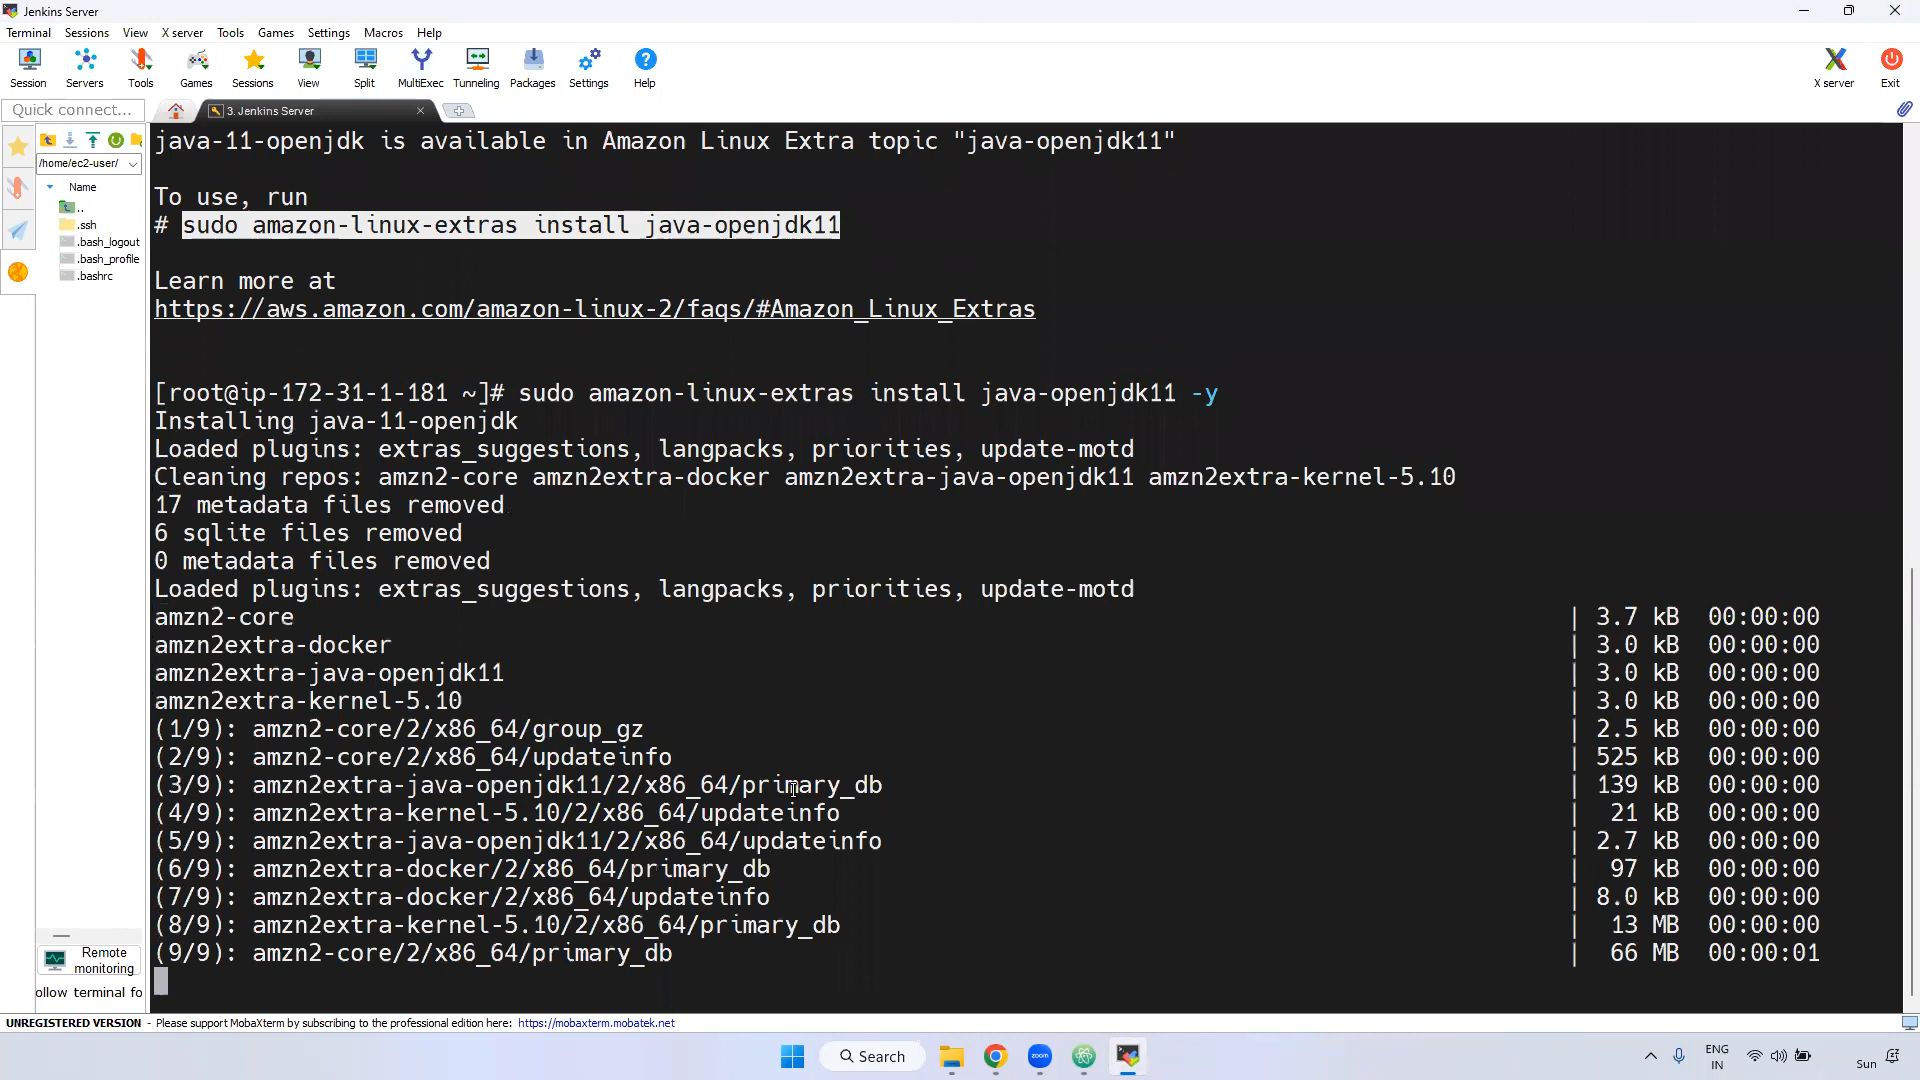 Jenkins Server
Terminal Sessions View X server Tools Games Settings Macros Help
Session Servers Tools Games Sessions View Split MultiExec Tunneling Packages Settings Help X server Exit
Quick connect...
3. Jenkins Server
/home/ec2-user/
Name
..
.ssh
.bash_logout
.bash_profile
.bashrc
Remote monitoring
ollow terminal fo
java-11-openjdk is available in Amazon Linux Extra topic "java-openjdk11"
To use, run
# sudo amazon-linux-extras install java-openjdk11
Learn more at
https://aws.amazon.com/amazon-linux-2/faqs/#Amazon_Linux_Extras
[root@ip-172-31-1-181 ~]# sudo amazon-linux-extras install java-openjdk11 -y
Installing java-11-openjdk
Loaded plugins: extras_suggestions, langpacks, priorities, update-motd
Cleaning repos: amzn2-core amzn2extra-docker amzn2extra-java-openjdk11 amzn2extra-kernel-5.10
17 metadata files removed
6 sqlite files removed
0 metadata files removed
Loaded plugins: extras_suggestions, langpacks, priorities, update-motd
amzn2-core | 3.7 kB 00:00:00
amzn2extra-docker | 3.0 kB 00:00:00
amzn2extra-java-openjdk11 | 3.0 kB 00:00:00
amzn2extra-kernel-5.10 | 3.0 kB 00:00:00
(1/9): amzn2-core/2/x86_64/group_gz | 2.5 kB 00:00:00
(2/9): amzn2-core/2/x86_64/updateinfo | 525 kB 00:00:00
(3/9): amzn2extra-java-openjdk11/2/x86_64/primary_db | 139 kB 00:00:00
(4/9): amzn2extra-kernel-5.10/2/x86_64/updateinfo | 21 kB 00:00:00
(5/9): amzn2extra-java-openjdk11/2/x86_64/updateinfo | 2.7 kB 00:00:00
(6/9): amzn2extra-docker/2/x86_64/primary_db | 97 kB 00:00:00
(7/9): amzn2extra-docker/2/x86_64/updateinfo | 8.0 kB 00:00:00
(8/9): amzn2extra-kernel-5.10/2/x86_64/primary_db | 13 MB 00:00:00
(9/9): amzn2-core/2/x86_64/primary_db | 66 MB 00:00:01
UNREGISTERED VERSION - Please support MobaXterm by subscribing to the professional edition here: https://mobaxterm.mobatek.net
Search
zoom
ENG
IN
Sun